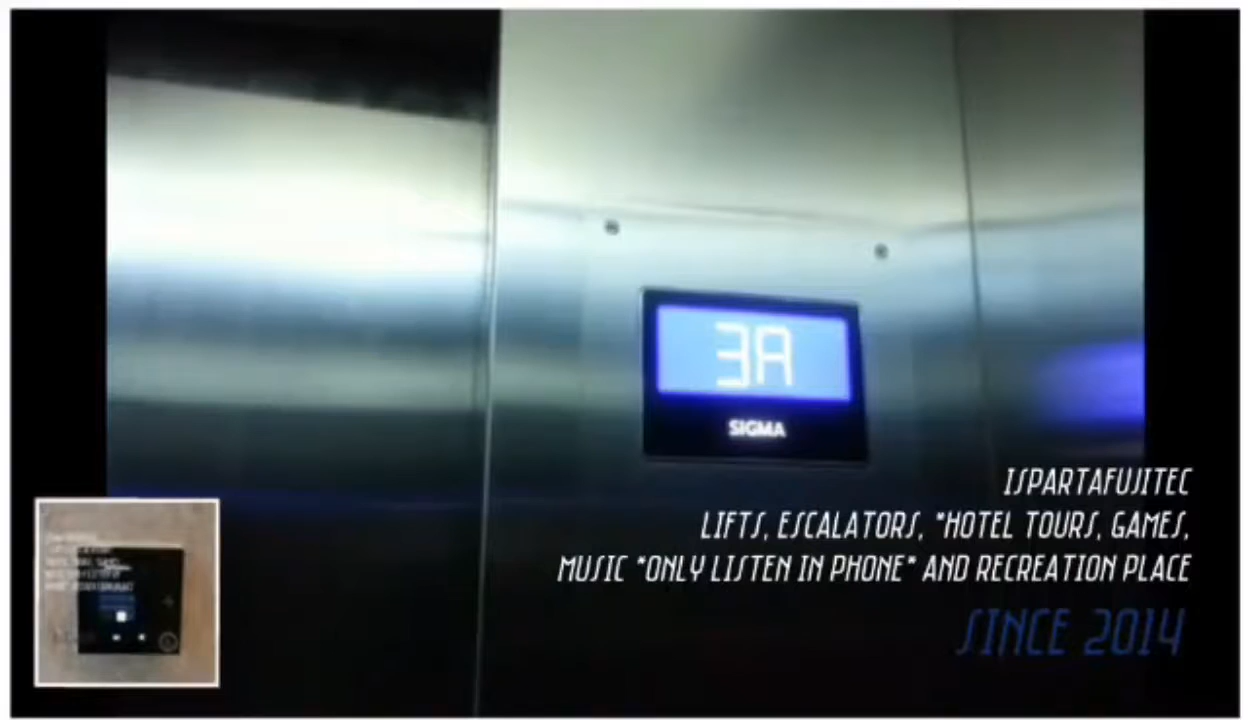 3A
SIGMA
ISPARTAFUJITEC
LIFTS, ESCALATORS, *HOTEL TOURS, GAMES,
MUSIC *ONLY LISTEN IN PHONE* AND RECREATION PLACE
SINCE 2014